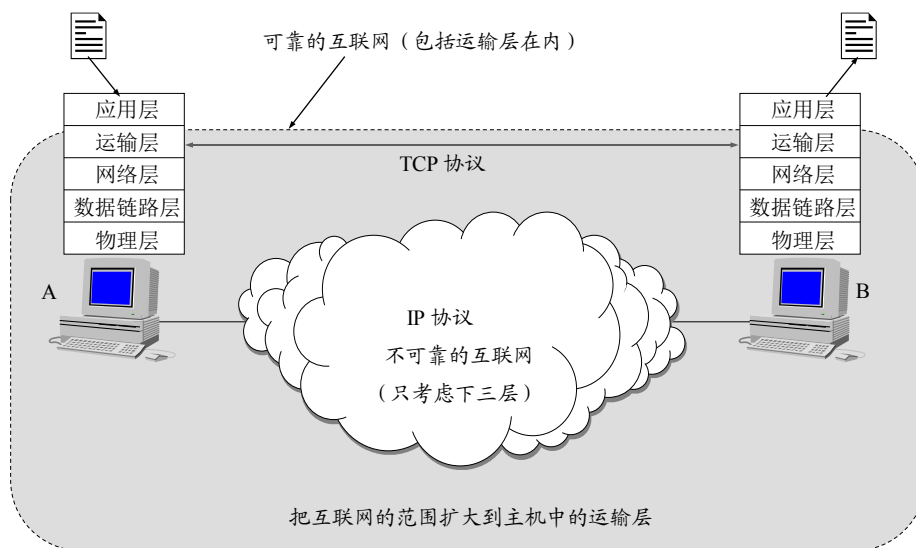 可靠的互联网（包括运输层在内）
应用层
运输层
网络层
数据链路层
物理层
应用层
运输层
网络层
数据链路层
物理层
TCP 协议
A
B
IP 协议
不可靠的互联网
（只考虑下三层）
把互联网的范围扩大到主机中的运输层